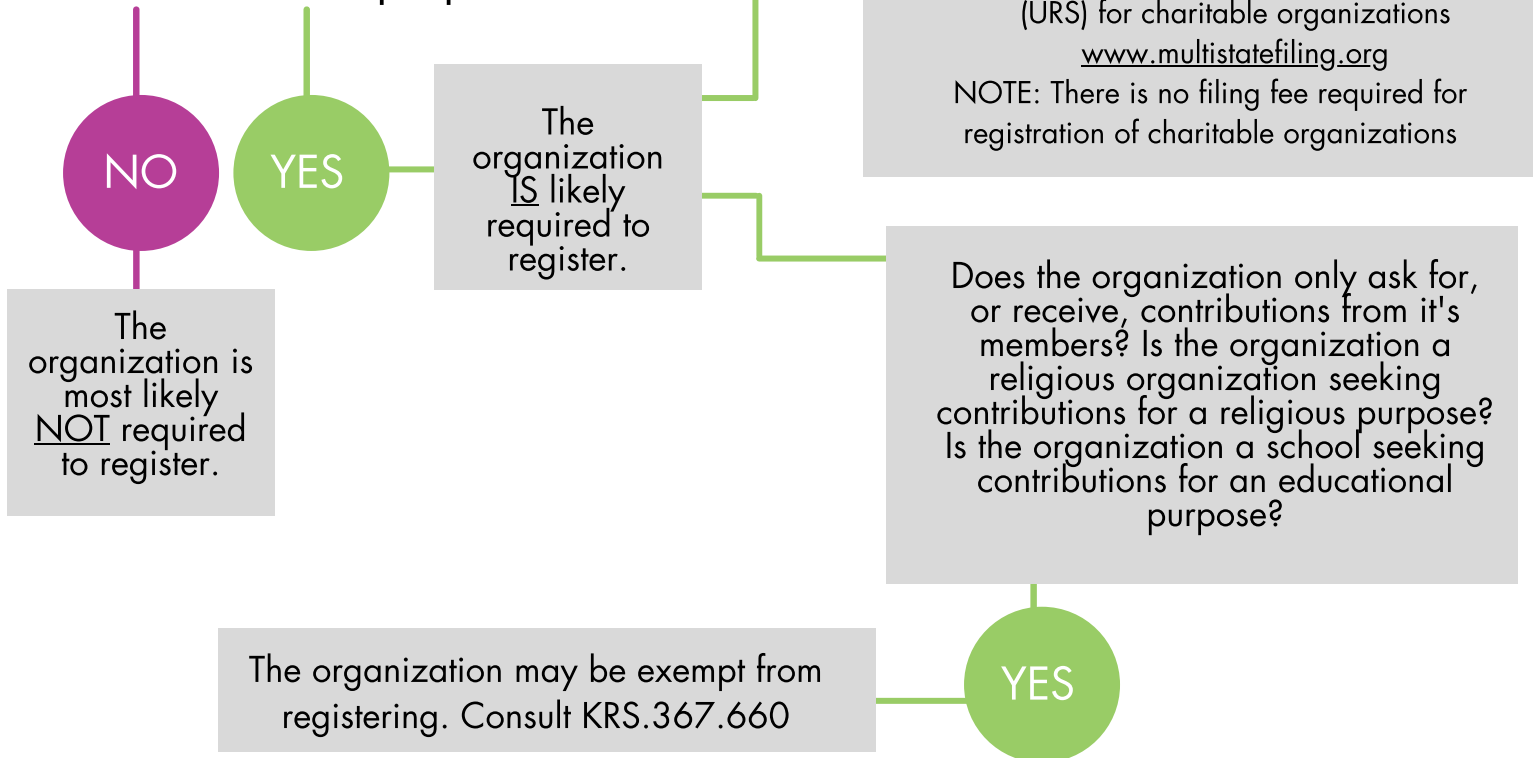 (URS) for charitable organizations
www.multistatefiling.org
NOTE: There is no filing fee required for
registration of charitable organizations
NO
YES
The
organization
IS likely
required to
register.
The
organization is
most likely
NOT required
to register.
Does the organization only ask for,
or receive, contributions from it's
members? Is the organization a
religious organization seeking
contributions for a religious purpose?
Is the organization a school seeking
contributions for an educational
purpose?
YES
The organization may be exempt from
registering. Consult KRS.367.660